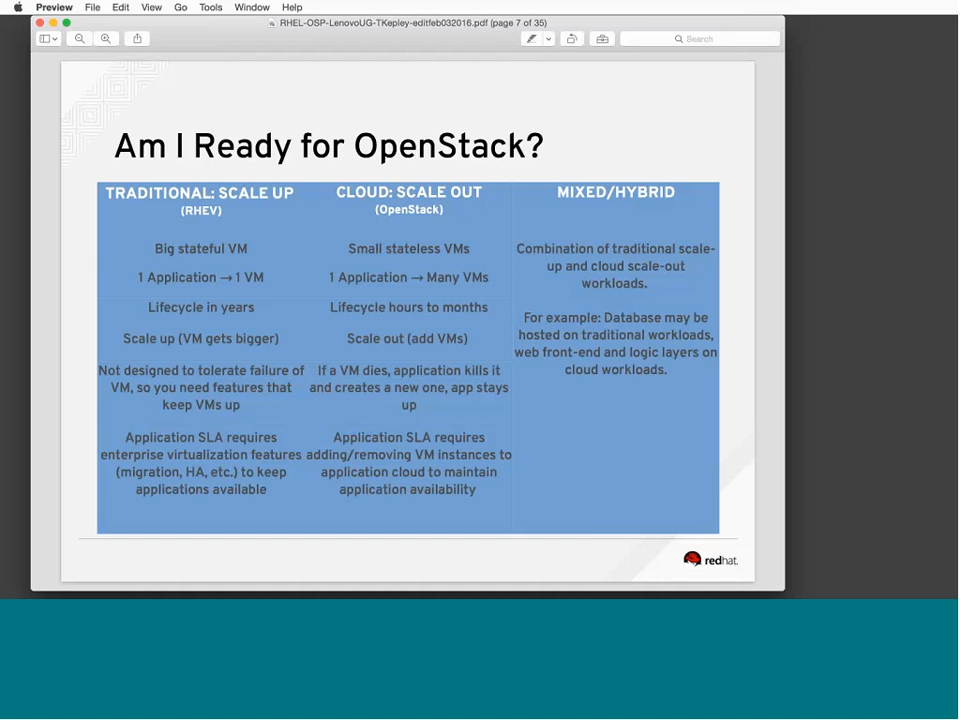 Preview File Edit View Go Tools Window Help
RHEL-OSP-LenovoUG-TKepley-editfeb032016.pdf (page 7 of 35)
Search
Am I Ready for OpenStack?
TRADITIONAL: SCALE UP
(RHEV)
Big stateful VM
1 Application → 1 VM
Lifecycle in years
Scale up (VM gets bigger)
Not designed to tolerate failure of
VM, so you need features that
keep VMs up
Application SLA requires
enterprise virtualization features
(migration, HA, etc.) to keep
applications available
CLOUD: SCALE OUT
(OpenStack)
Small stateless VMs
1 Application → Many VMs
Lifecycle hours to months
Scale out (add VMs)
If a VM dies, application kills it
and creates a new one, app stays
up
Application SLA requires
adding/removing VM instances to
application cloud to maintain
application availability
MIXED/HYBRID
Combination of traditional scale-
up and cloud scale-out
workloads.
For example: Database may be
hosted on traditional workloads,
web front-end and logic layers on
cloud workloads.
redhat.